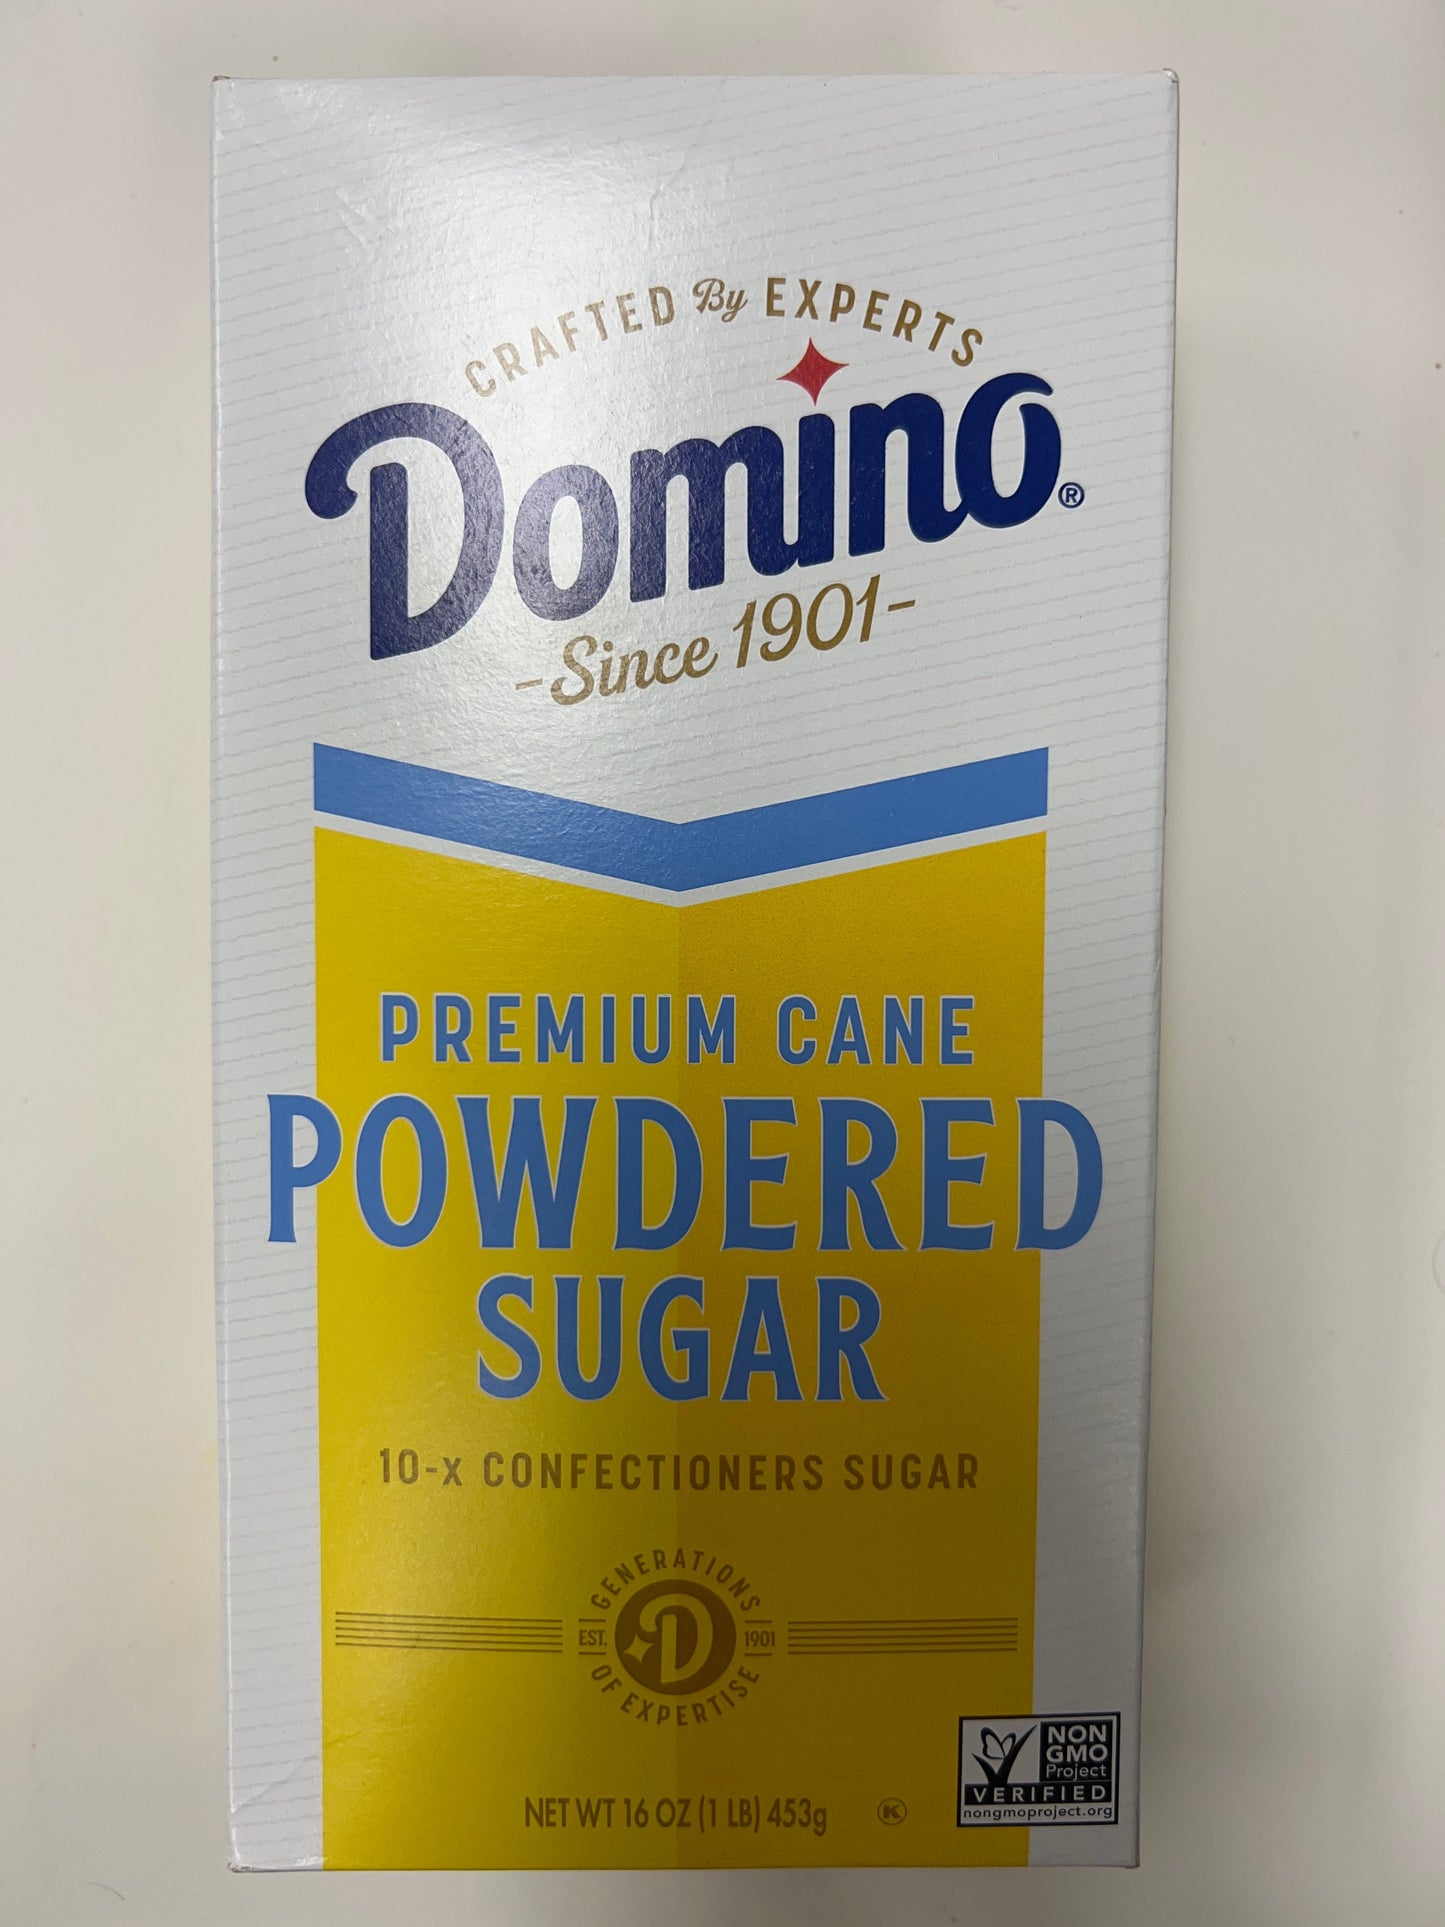 CRAFTED By EXPERTS
Domino®
-Since 1901-
PREMIUM CANE
POWDERED
SUGAR
10-X CONFECTIONERS SUGAR
GENERATIONS
EST. D 1901
OF EXPERTISE
NON
GMO
Project
VERIFIED
nongmoproject.org
NET WT 16 OZ (1 LB) 453g K